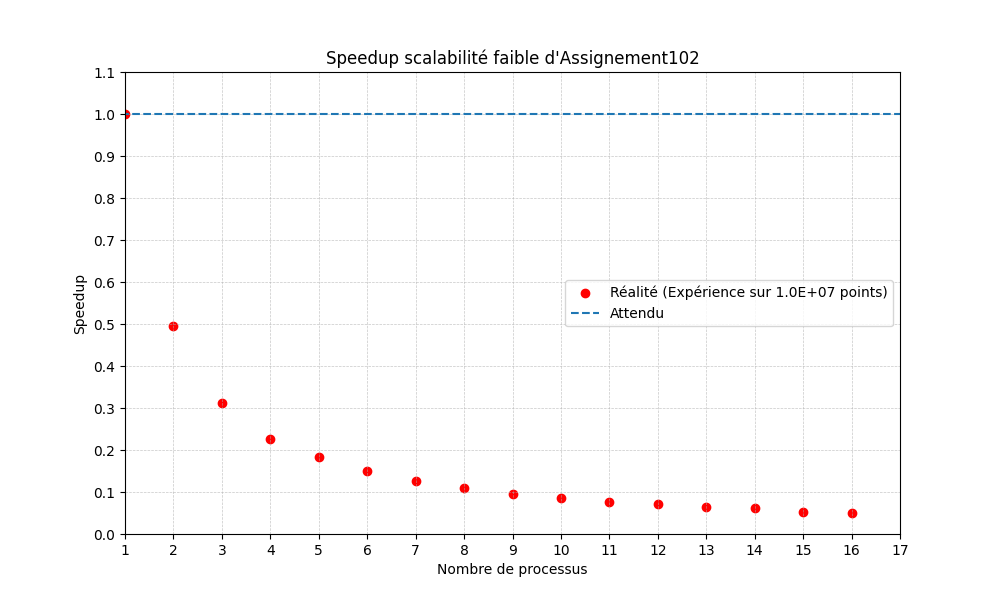 Speedup scalabilité faible d'Assignement102
1.1
1.0
0.9
0.8
0.7
0.6
0.5
0.4
0.3
0.2
0.1
0.0
Speedup
Réalité (Expérience sur 1.0E+07 points)
Attendu
1 2 3 4 5 6 7 8 9 10 11 12 13 14 15 16 17
Nombre de processus